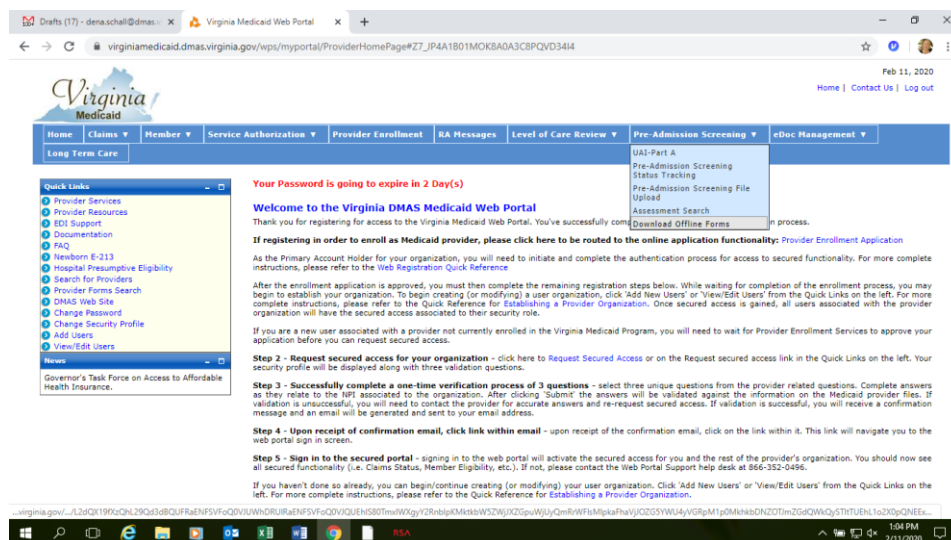 Drafts (17) - dena.schall@dmas.
Virginia Medicaid Web Portal
virginiamedicaid.dmas.virginia.gov/wps/myportal/ProviderHomePage#Z7_JP4A1B01MOK8A0A3C8PQVD34I4
Feb 11, 2020
Home | Contact Us | Log out
Virginia
Medicaid
Home Claims ▼ Member ▼ Service Authorization ▼ Provider Enrollment RA Messages Level of Care Review ▼ Pre-Admission Screening ▼ eDoc Management ▼
Long Term Care
UAI-Part A
Pre-Admission Screening
Status Tracking
Pre-Admission Screening File
Upload
Assessment Search
Download Offline Forms
Quick Links
Provider Services
Provider Resources
EDI Support
Documentation
FAQ
Newborn E-213
Hospital Presumptive Eligibility
Search for Providers
Provider Forms Search
DMAS Web Site
Change Password
Change Security Profile
Add Users
View/Edit Users
News
Governor's Task Force on Access to Affordable
Health Insurance.
Your Password is going to expire in 2 Day(s)
Welcome to the Virginia DMAS Medicaid Web Portal
Thank you for registering for access to the Virginia Medicaid Web Portal. You've successfully com n process.
If registering in order to enroll as Medicaid provider, please click here to be routed to the online application functionality: Provider Enrollment Application
As the Primary Account Holder for your organization, you will need to initiate and complete the authentication process for access to secured functionality. For more complete
instructions, please refer to the Web Registration Quick Reference
After the enrollment application is approved, you must then complete the remaining registration steps below. While waiting for completion of the enrollment process, you may
begin to establish your organization. To begin creating (or modifying) a user organization, click 'Add New Users' or 'View/Edit Users' from the Quick Links on the left. For more
complete instructions, please refer to the Quick Reference for Establishing a Provider Organization. Once secured access is gained, all users associated with the provider
organization will have the secured access associated to their security role.
If you are a new user associated with a provider not currently enrolled in the Virginia Medicaid Program, you will need to wait for Provider Enrollment Services to approve your
application before you can request secured access.
Step 2 - Request secured access for your organization - click here to Request Secured Access or on the Request secured access link in the Quick Links on the left. Your
security profile will be displayed along with three validation questions.
Step 3 - Successfully complete a one-time verification process of 3 questions - select three unique questions from the provider related questions. Complete answers
as they relate to the NPI associated to the organization. After clicking 'Submit' the answers will be validated against the information on the Medicaid provider files. If
validation is unsuccessful, you will need to contact the provider for accurate answers and re-request secured access. If validation is successful, you will receive a confirmation
message and an email will be generated and sent to your email address.
Step 4 - Upon receipt of confirmation email, click link within email - upon receipt of the confirmation email, click on the link within it. This link will navigate you to the
web portal sign in screen.
Step 5 - Sign in to the secured portal - signing in to the web portal will activate the secured access for you and the rest of the provider's organization. You should now see
all secured functionality (i.e. Claims Status, Member Eligibility, etc.). If not, please contact the Web Portal Support help desk at 866-
352-0496.
If you haven't done so already, you can begin/continue creating (or modifying) your user organization. Click 'Add New Users' or 'View/Edit Users' from the Quick Links on the
left. For more complete instructions, please refer to the Quick Reference for Establishing a Provider Organization.
RSA
1:04 PM
2/11/2020